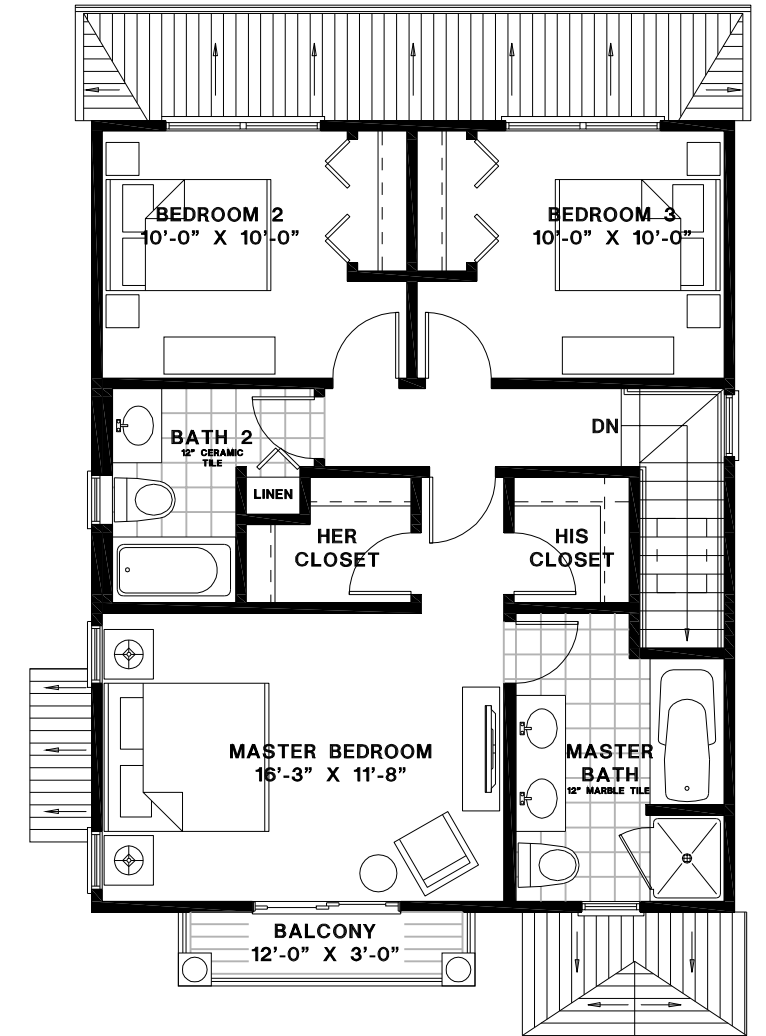 BEDROOM 2
10’-0” X 10’-0”
BEDROOM 3
10’-0” X 10’-0”
DN
BATH 2
12" CERAMIC
TILE
LINEN
HER
CLOSET
HIS
CLOSET
MASTER BEDROOM
16’-3” X 11’-8”
MASTER
BATH
12" MARBLE TILE
BALCONY
12’-0” X 3’-0”